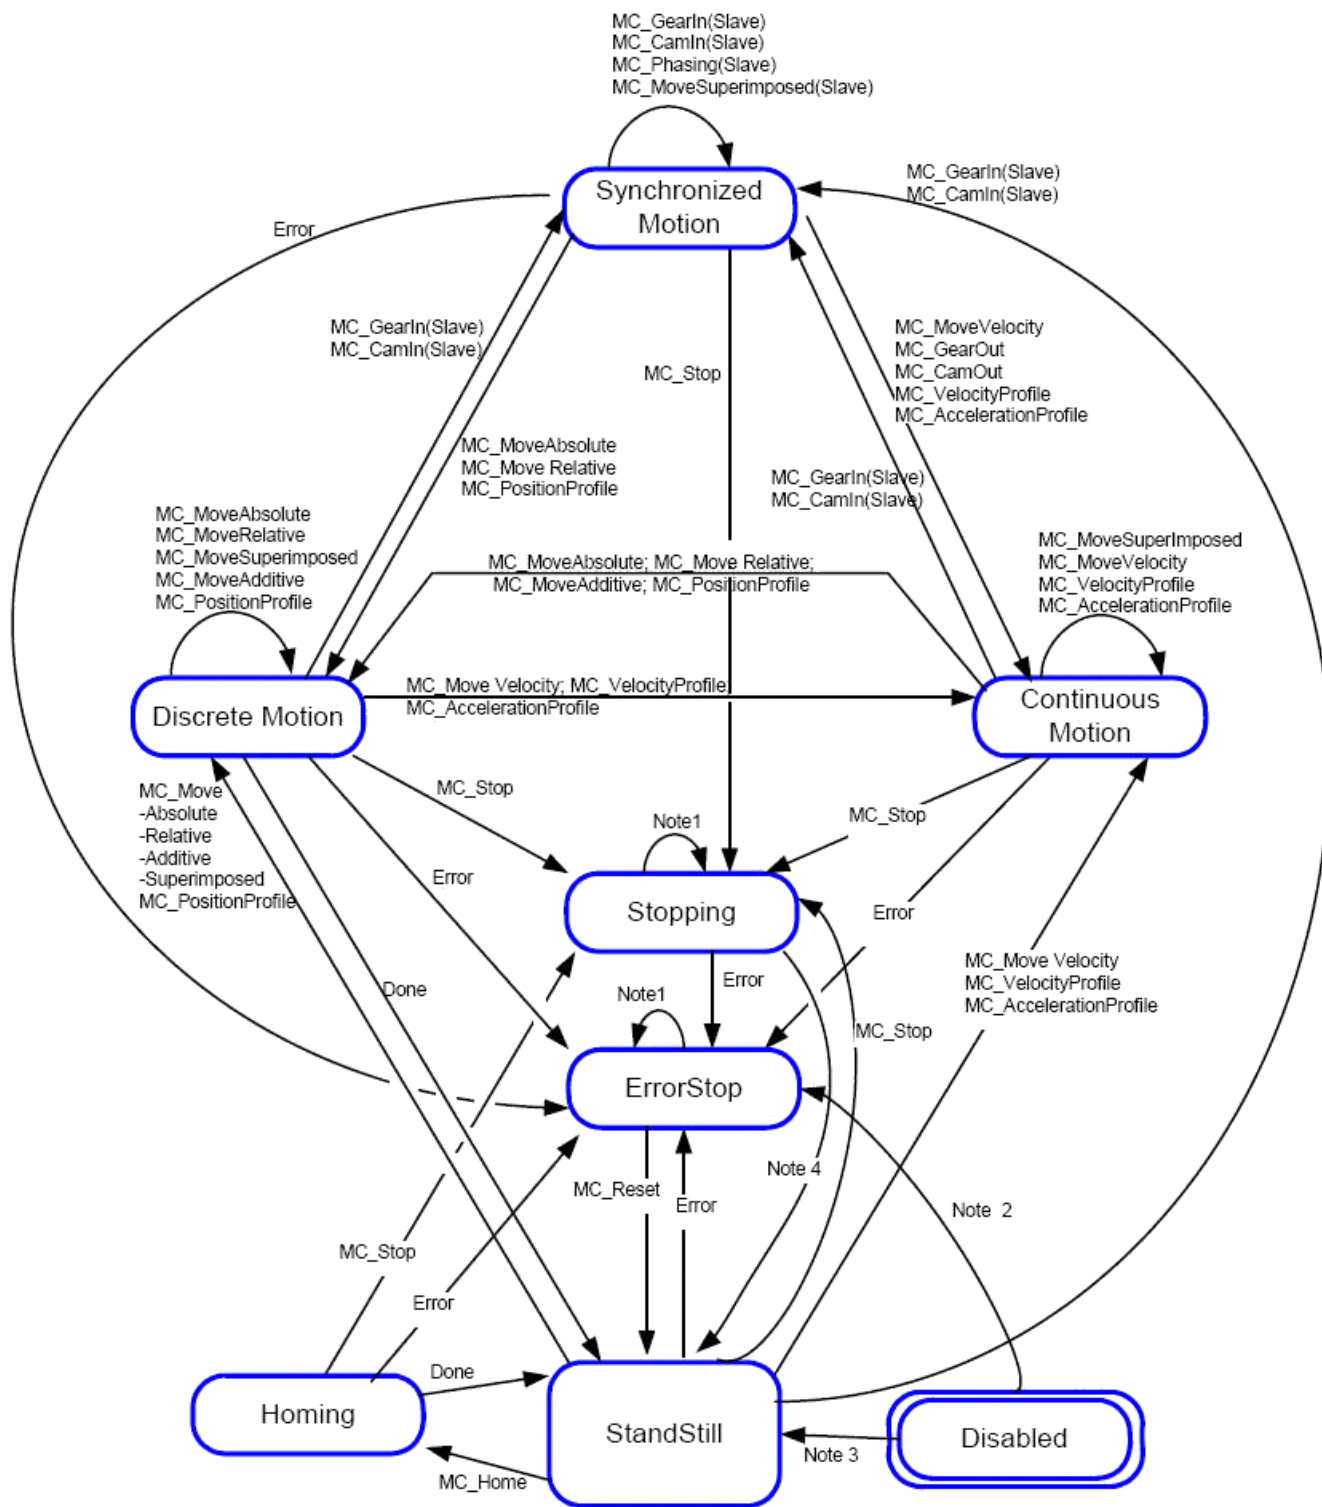 MC_GearIn(Slave)
MC_CamIn(Slave)
MC_Phasing(Slave)
MC_MoveSuperimposed(Slave)
Synchronized
Motion
MC_GearIn(Slave)
MC_CamIn(Slave)
Error
MC_GearIn(Slave)
MC_CamIn(Slave)
MC_Stop
MC_MoveVelocity
MC_GearOut
MC_CamOut
MC_VelocityProfile
MC_AccelerationProfile
MC_MoveAbsolute
MC_Move Relative
MC_PositionProfile
MC_GearIn(Slave)
MC_CamIn(Slave)
MC_MoveAbsolute
MC_MoveRelative
MC_MoveSuperimposed
MC_MoveAdditive
MC_PositionProfile
MC_MoveAbsolute; MC_Move Relative;
MC_MoveAdditive; MC_PositionProfile
MC_MoveSuperImposed
MC_MoveVelocity
MC_VelocityProfile
MC_AccelerationProfile
Discrete Motion
MC_Move Velocity; MC_VelocityProfile;
MC_AccelerationProfile
Continuous
Motion
MC_Move
-Absolute
-Relative
-Additive
-Superimposed
MC_PositionProfile
MC_Stop
Note1
MC_Stop
Error
Stopping
Error
Done
Note1
Error
MC_Stop
MC_Move Velocity
MC_VelocityProfile
MC_AccelerationProfile
ErrorStop
MC_Reset
Error
Note 4
Note 2
MC_Stop
Error
Done
Homing
StandStill
Note 3
Disabled
MC_Home